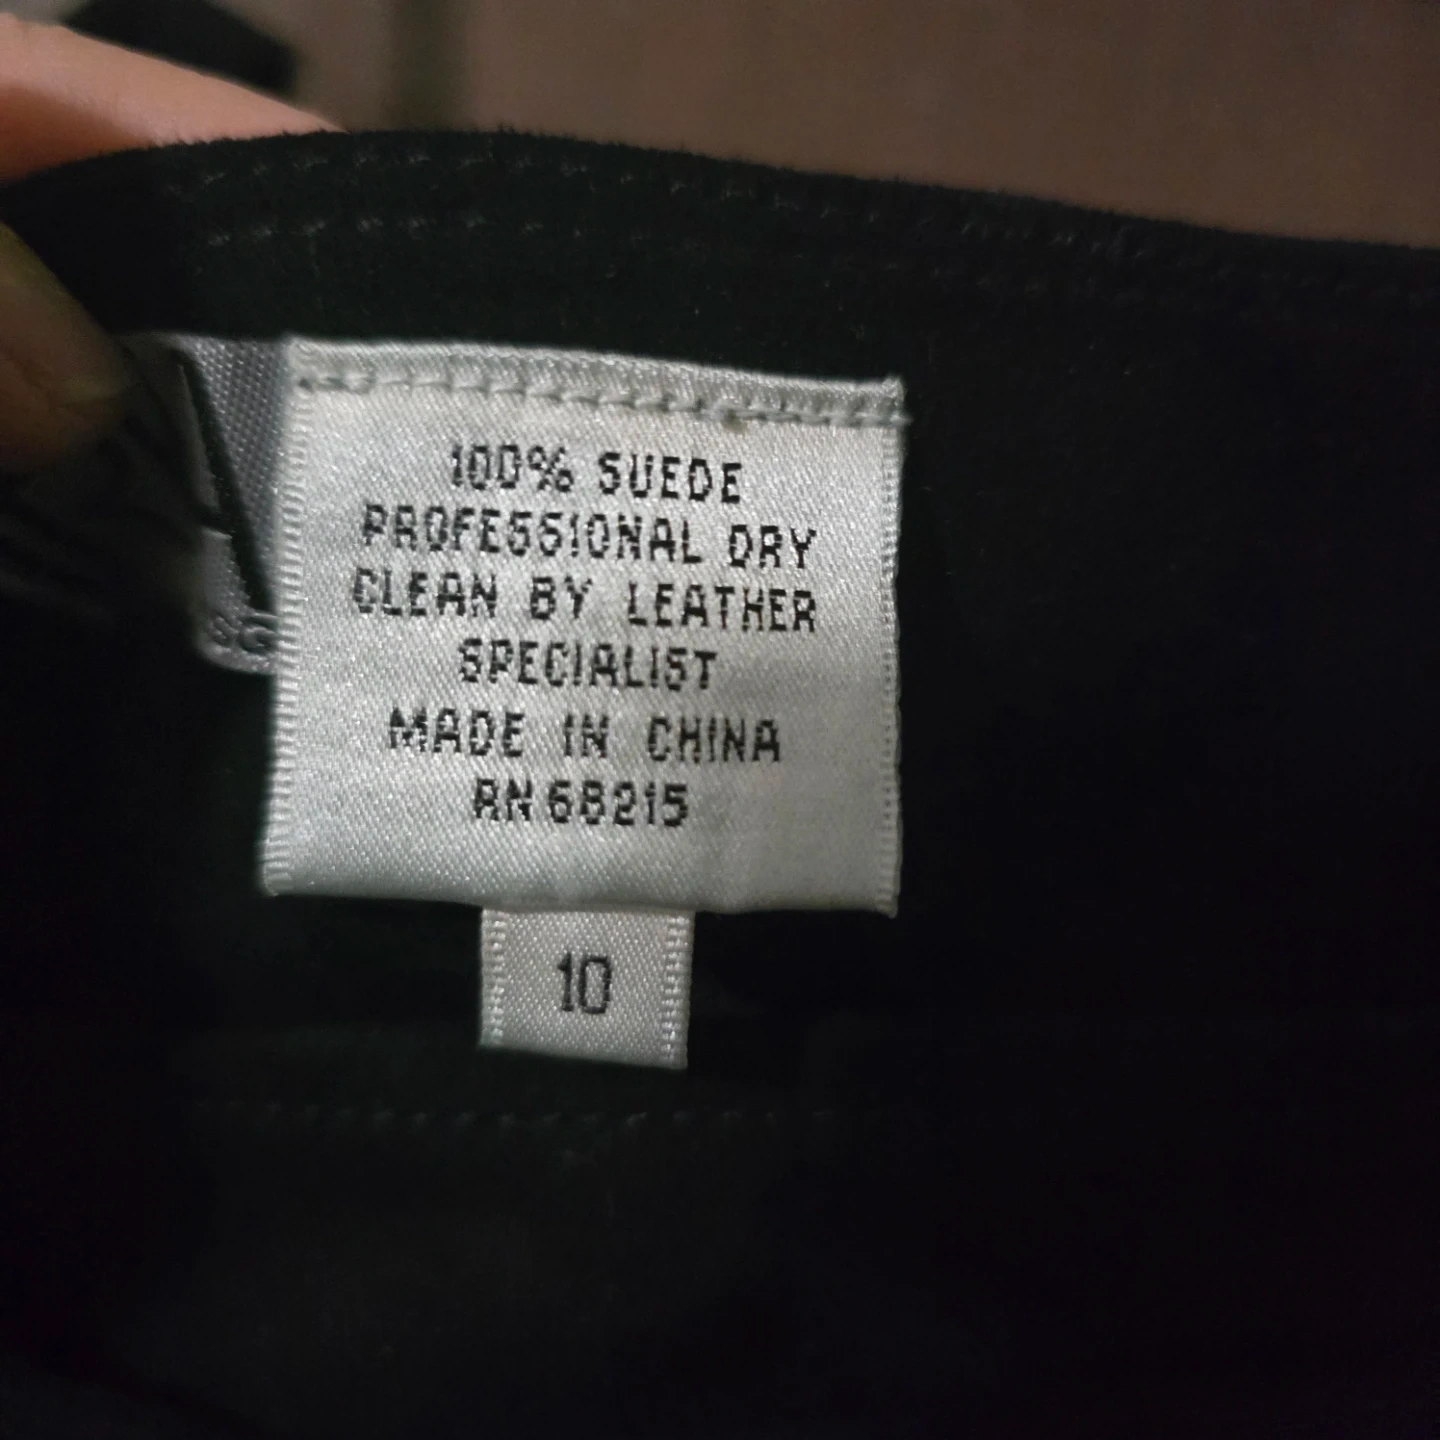 100% SUEDE
PROFESSIONAL DRY
CLEAN BY LEATHER
SPECIALIST
MADE IN CHINA
RN 68215
10